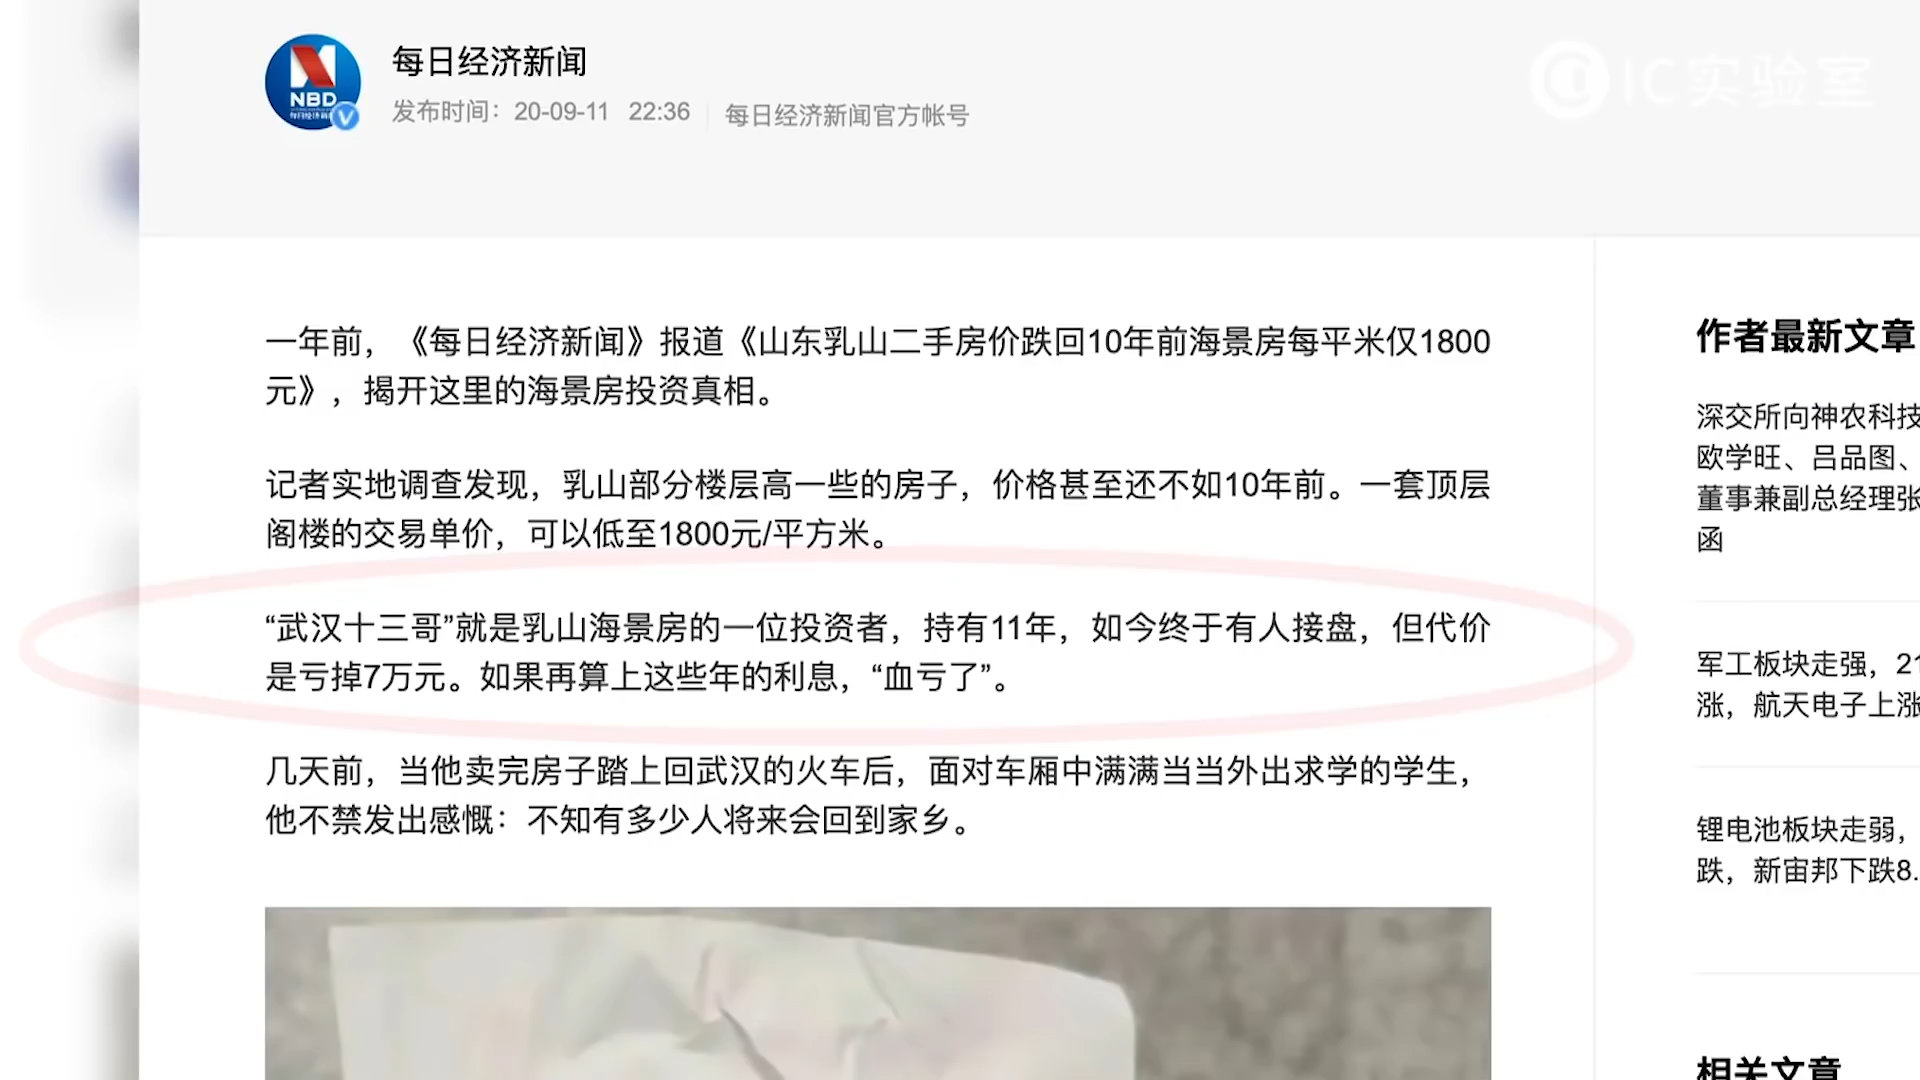 每日经济新闻
发布时间：20-09-11 22:36 每日经济新闻官方帐号
NBD
IC实验室
一年前，《每日经济新闻》报道《山东乳山二手房价跌回10年前海景房每平米仅1800
元》，揭开这里的海景房投资真相。
记者实地调查发现，乳山部分楼层高一些的房子，价格甚至还不如10年前。一套顶层
阁楼的交易单价，可以低至1800元/平方米。
“武汉十三哥”就是乳山海景房的一位投资者，持有11年，如今终于有人接盘，但代价
是亏掉7万元。如果再算上这些年的利息，“血亏了”。
几天前，当他卖完房子踏上回武汉的火车后，面对车厢中满满当当外出求学的学生，
他不禁发出感慨：不知有多少人将来会回到家乡。
作者最新文章
深交所向神农科技
欧学旺、吕品图、
董事兼副总经理张
函
军工板块走强，21
涨，航天电子上涨
锂电池板块走弱，
跌，新宙邦下跌8.
相关文章